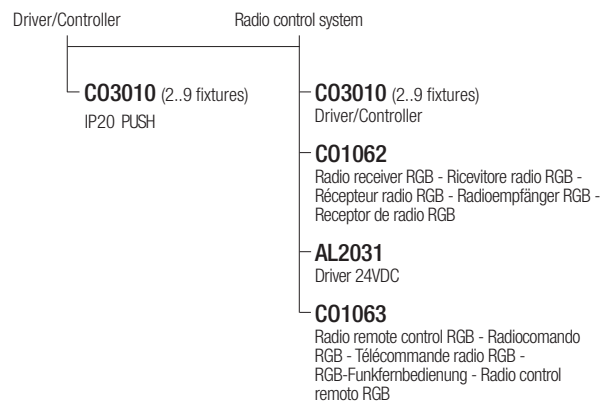 Driver/Controller
Radio control system
CO3010 (2..9 fixtures)
IP20 PUSH
CO3010 (2..9 fixtures)
Driver/Controller
CO1062
Radio receiver RGB - Ricevitore radio RGB -
Récepteur radio RGB - Radioempfänger RGB -
Receptor de radio RGB
AL2031
Driver 24VDC
CO1063
Radio remote control RGB - Radiocomando
RGB - Télécommande radio RGB -
RGB-Funkfernbedienung - Radio control
remoto RGB